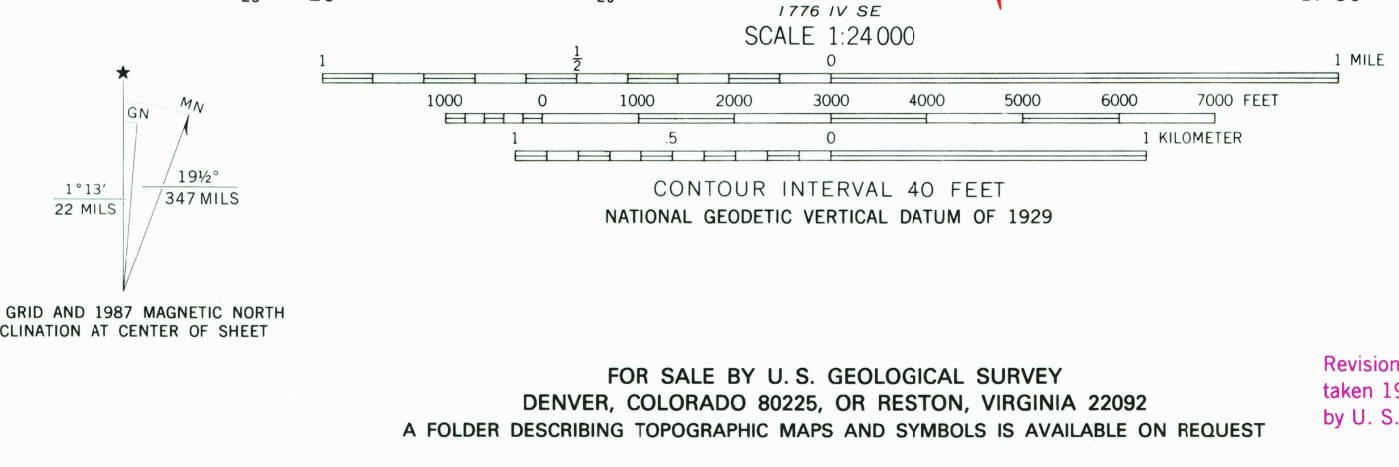 1776 IV SE
SCALE 1:24 000
1 ½ 0 1 MILE
1000 0 1000 2000 3000 4000 5000 6000 7000 FEET
1 .5 0 1 KILOMETER
CONTOUR INTERVAL 40 FEET
NATIONAL GEODETIC VERTICAL DATUM OF 1929
★
GN MN
1°13′ 19½°
22 MILS 347 MILS
GRID AND 1987 MAGNETIC NORTH
CLINATION AT CENTER OF SHEET
FOR SALE BY U. S. GEOLOGICAL SURVEY
DENVER, COLORADO 80225, OR RESTON, VIRGINIA 22092
A FOLDER DESCRIBING TOPOGRAPHIC MAPS AND SYMBOLS IS AVAILABLE ON REQUEST
Revision
taken 19
by U. S.